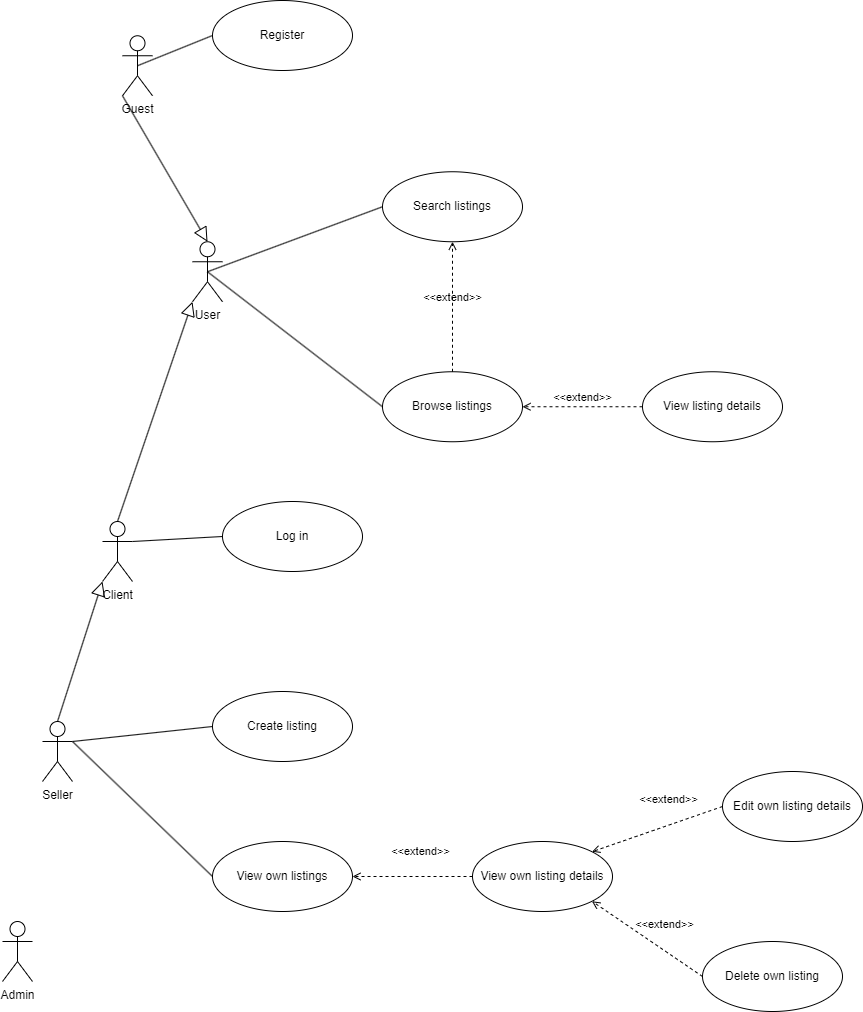 Register
Guest
Search listings
User
<<extend>>
Browse listings
<<extend>>
View listing details
Log in
Client
Create listing
Seller
<<extend>>
Edit own listing details
View own listings
<<extend>>
View own listing details
<<extend>>
Delete own listing
Admin